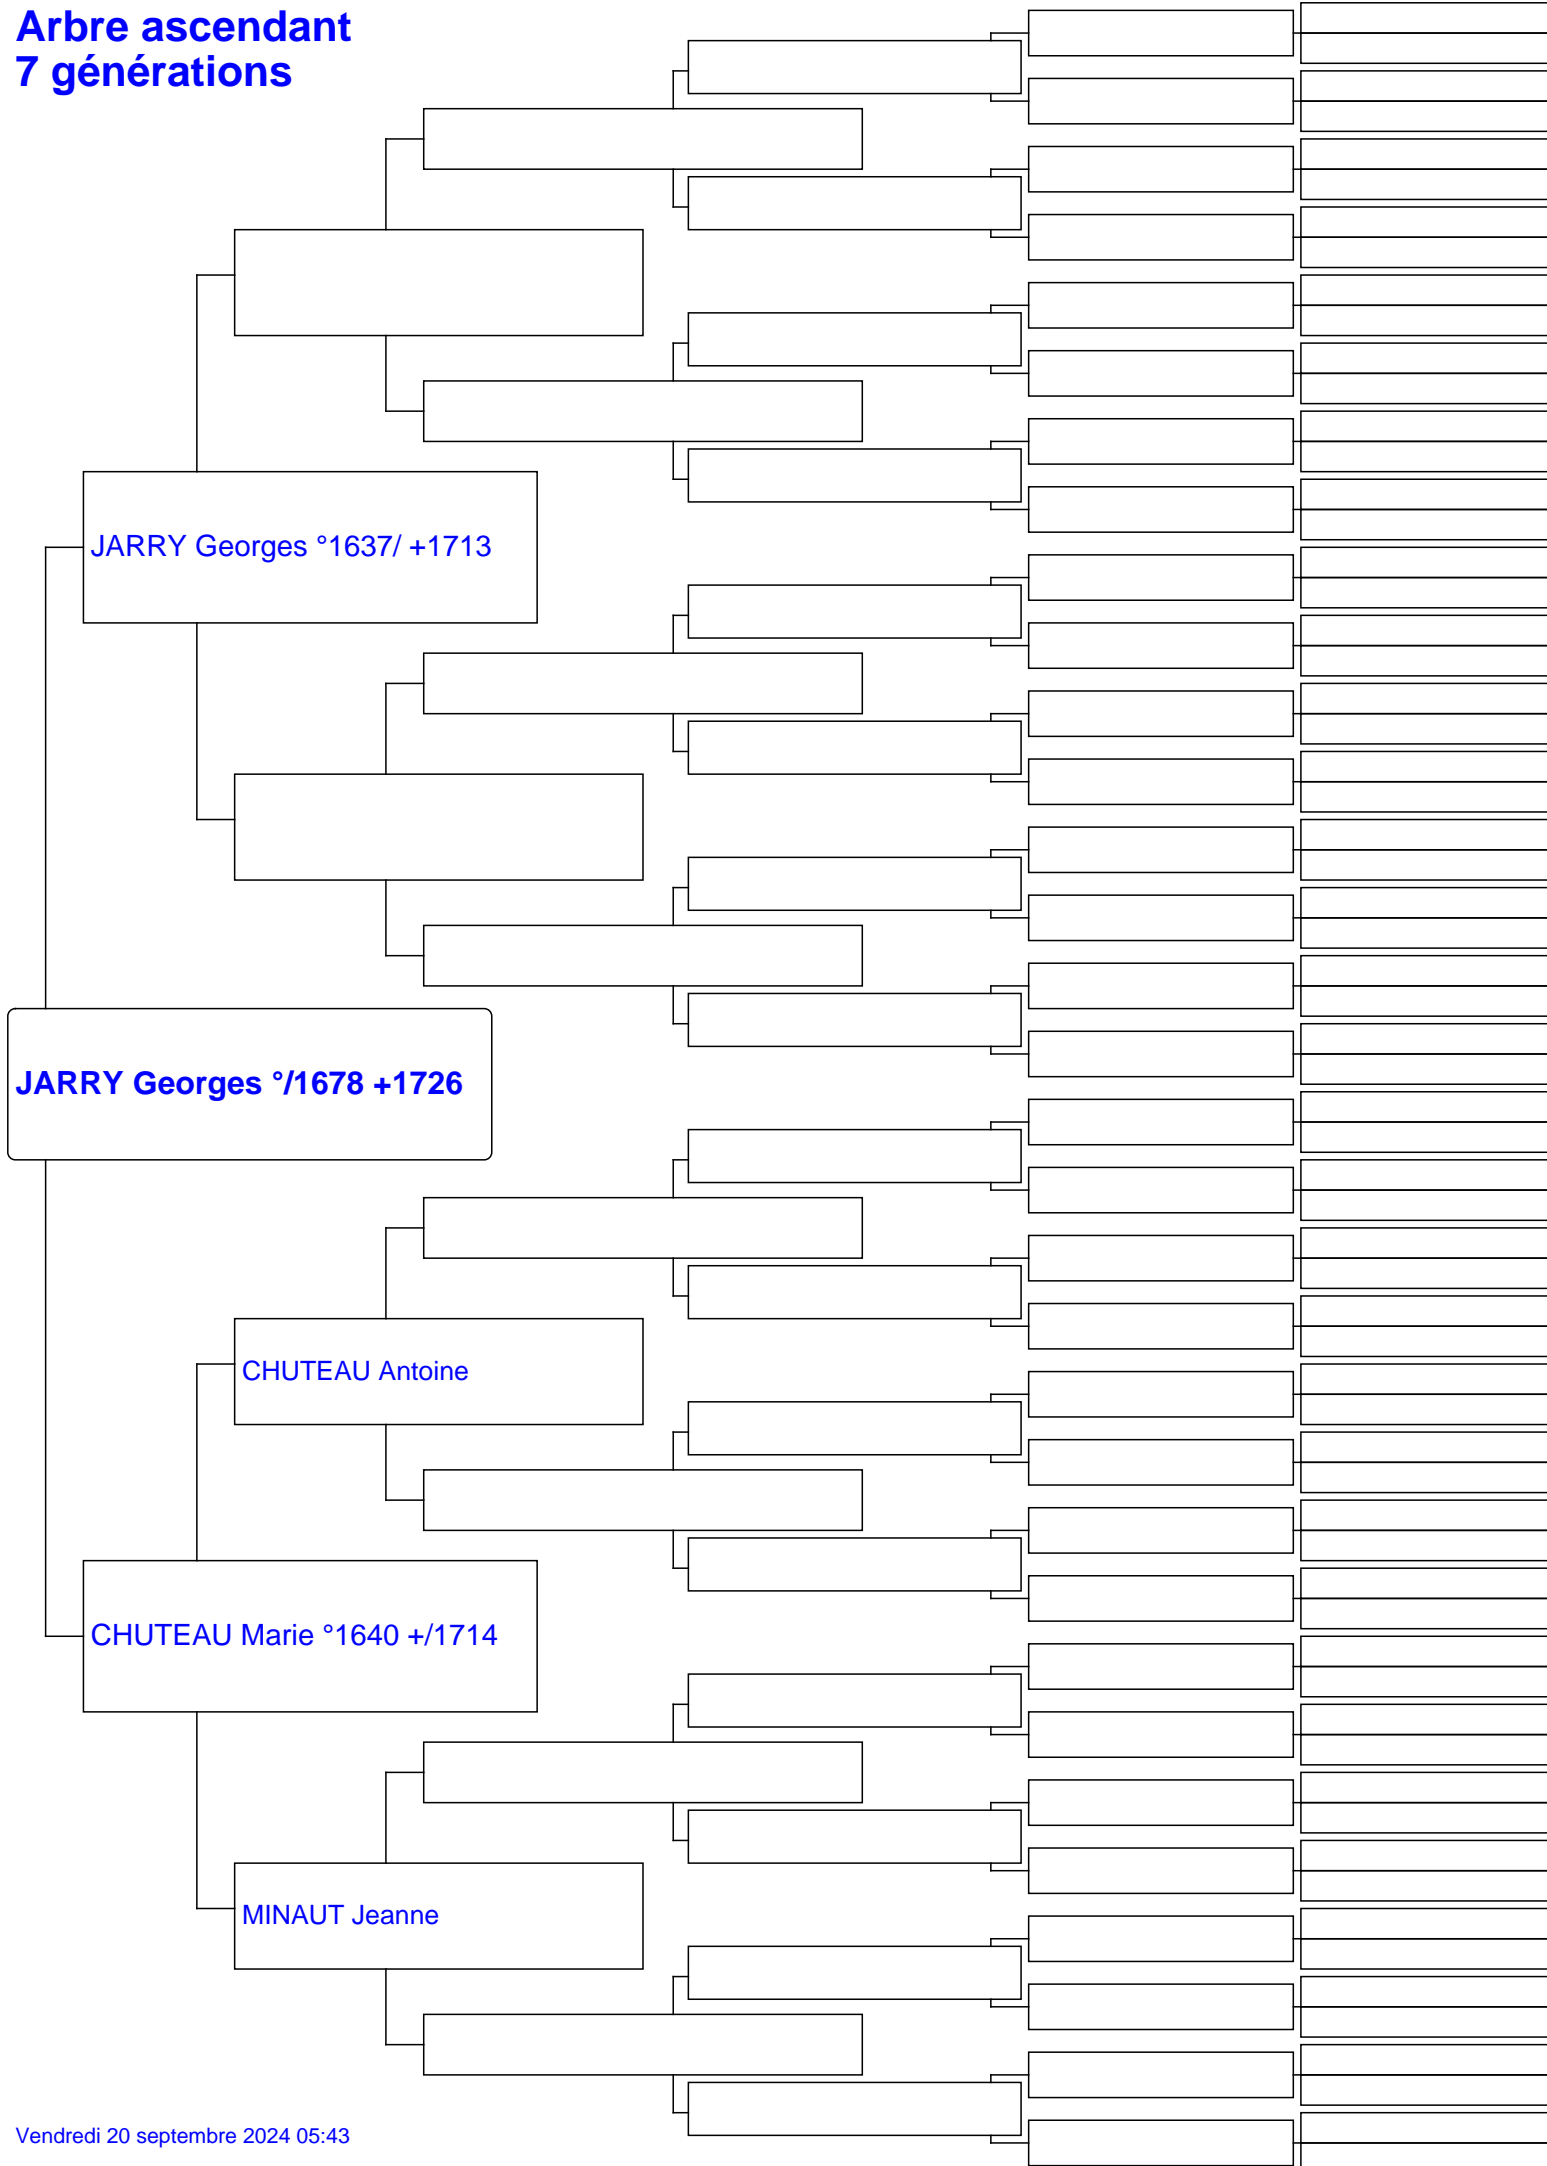 Arbre ascendant
7 générations
JARRY Georges °1637/ +1713
JARRY Georges °/1678 +1726
CHUTEAU Antoine
CHUTEAU Marie °1640 +/1714
MINAUT Jeanne
Vendredi 20 septembre 2024 05:43